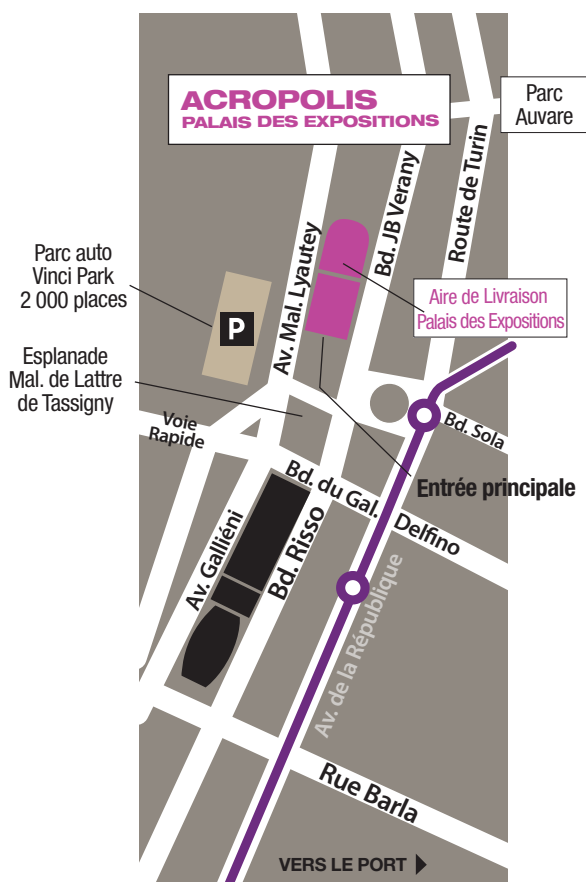 ACROPOLIS
PALAIS DES EXPOSITIONS
Parc
Auvare
Route de Turin
Bd. JB Verany
Av. Mal. Lyautey
Parc auto
Vinci Park
2 000 places
P
Aire de Livraison
Palais des Expositions
Esplanade
Mal. de Lattre
de Tassigny
Voie
Rapide
Bd. Sola
Entrée principale
Bd. du Gal. Delfino
Av. Galliéni
Bd. Risso
Av. de la République
Rue Barla
VERS LE PORT